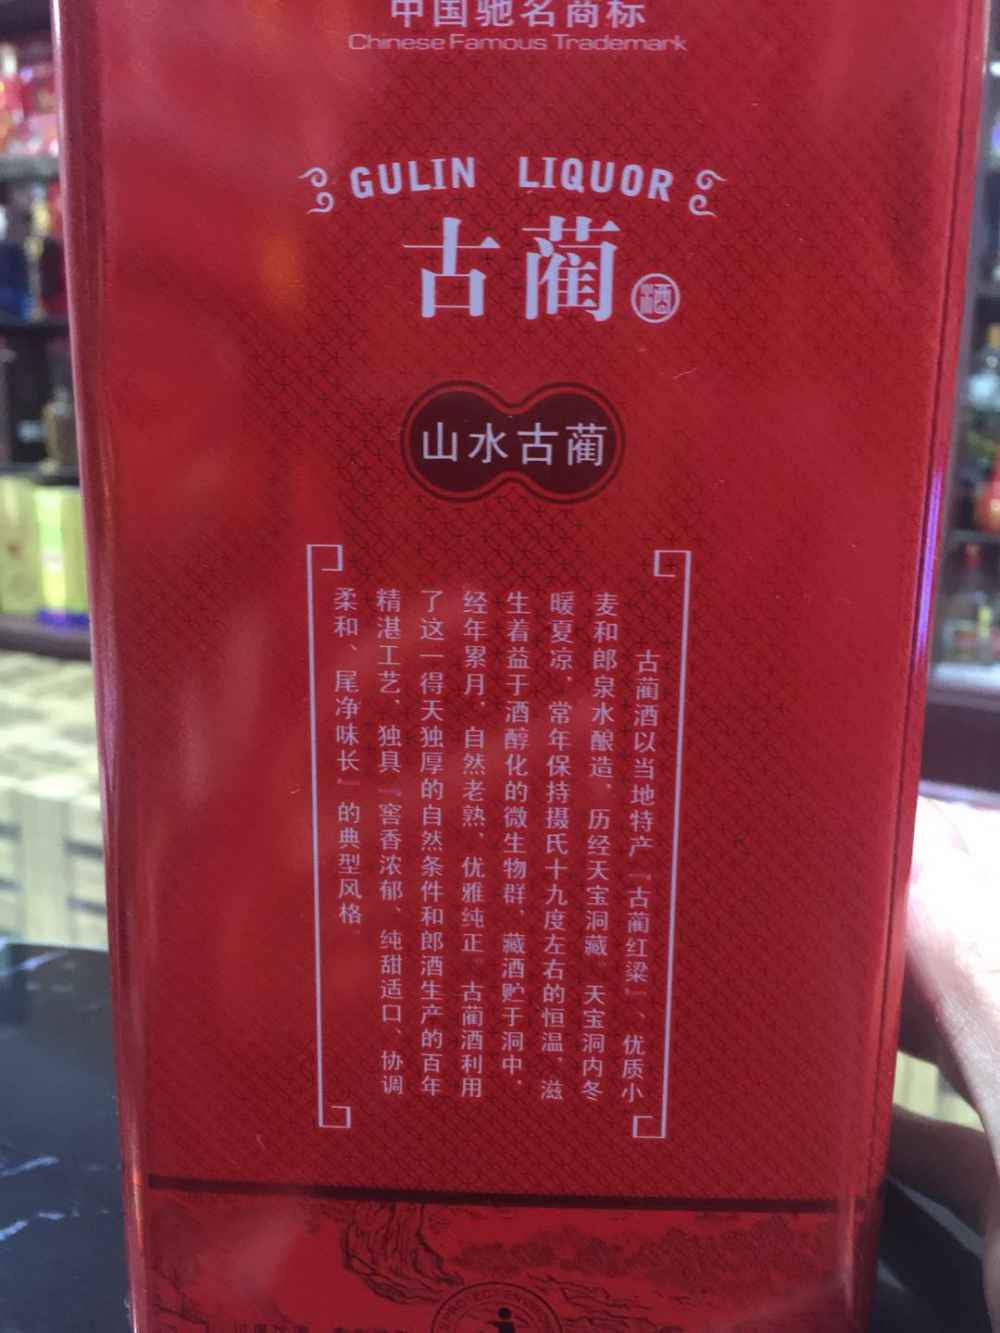 中国驰名商标
Chinese Famous Trademark
GULIN LIQUOR
古蔺
酒
山水古蔺
古蔺酒以当地特产『古蔺红梁』、优质小
麦和郎泉水酿造，历经天宝洞藏。天宝洞内冬
暖夏凉，常年保持摄氏十九度左右的恒温，滋
生着益于酒醇化的微生物群，藏酒贮于洞中，
经年累月，自然老熟、优雅纯正。古蔺酒利用
了这一得天独厚的自然条件和郎酒生产的百年
精湛工艺，独具『窖香浓郁、纯甜适口、协调
柔和、尾净味长』的典型风格。